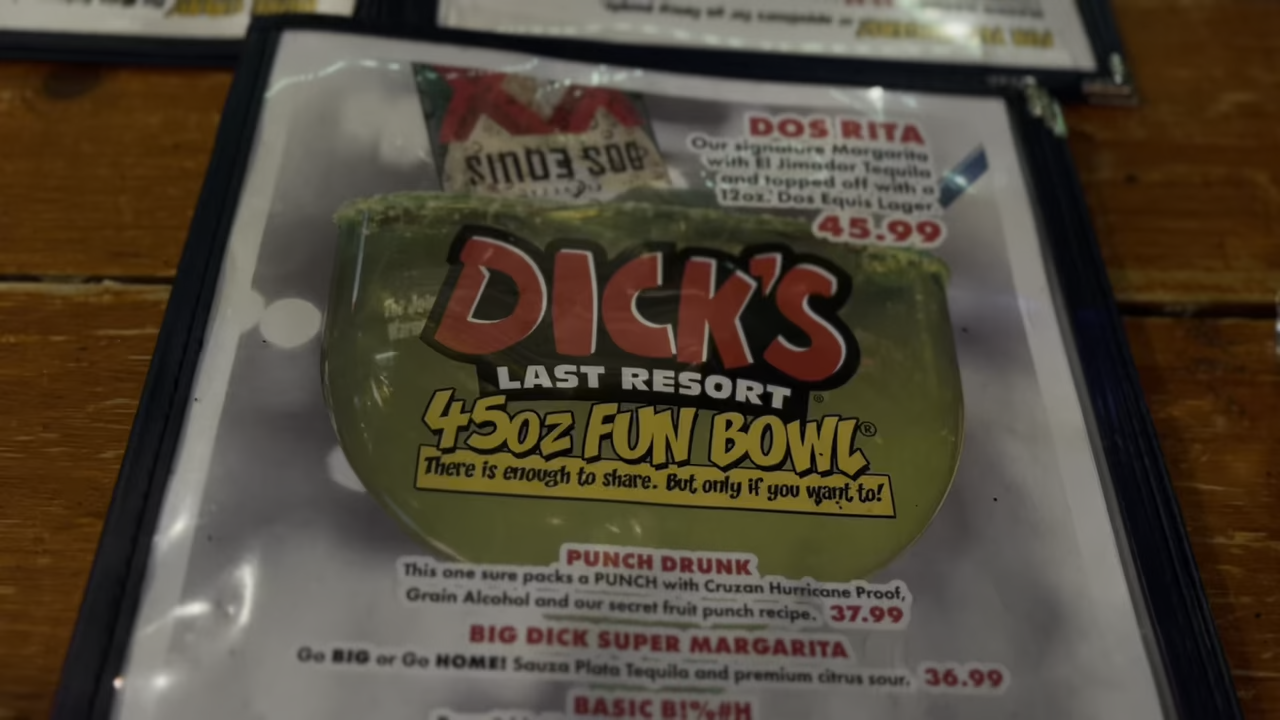 DOS EQUIS
DOS RITA
Our signature Margarita
with El Jimador Tequila
and topped off with a
12oz. Dos Equis Lager
45.99
DICK'S
LAST RESORT ®
45oz FUN BOWL®
There is enough to share. But only if you want to!
PUNCH DRUNK
This one sure packs a PUNCH with Cruzan Hurricane Proof,
Grain Alcohol and our secret fruit punch recipe. 37.99
BIG DICK SUPER MARGARITA
Go BIG or Go HOME! Sauza Plata Tequila and premium citrus sour. 36.99
BASIC B!%#H